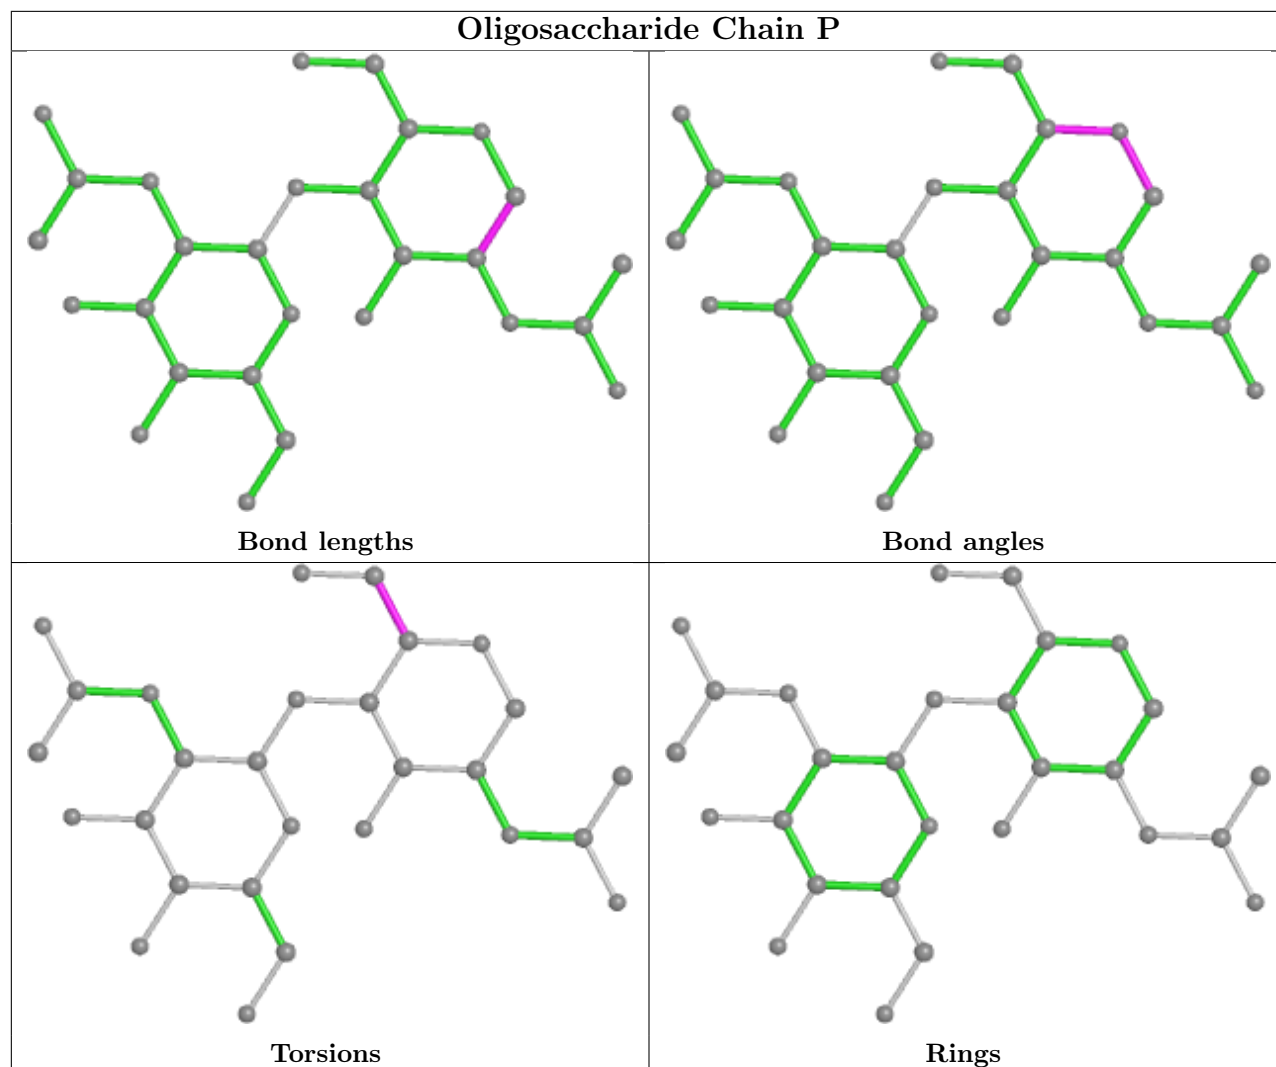 Oligosaccharide Chain P
Bond lengths
Bond angles
Torsions
Rings